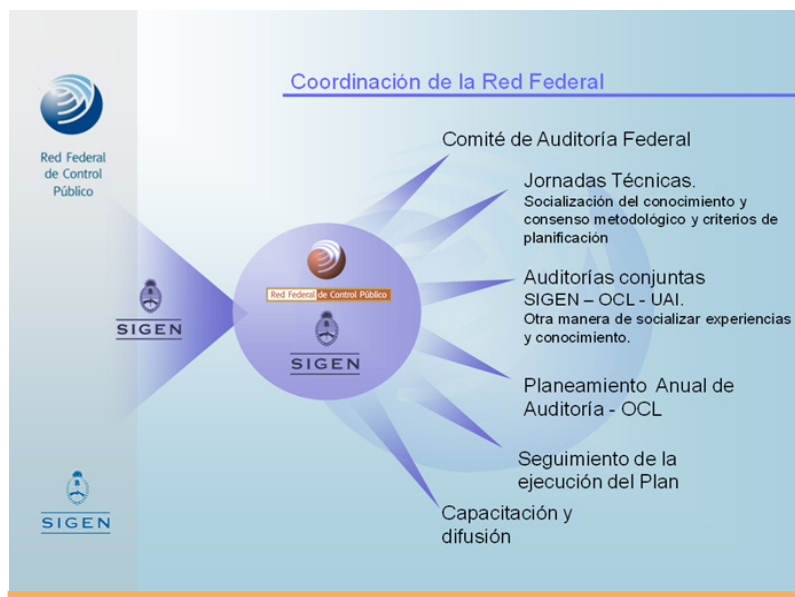 Coordinación de la Red Federal
Red Federal
de Control
Público
Comité de Auditoría Federal
Jornadas Técnicas.
Socialización del conocimiento y
consenso metodológico y criterios de
planificación
Red Federal de Control Público
SIGEN
SIGEN
Auditorías conjuntas
SIGEN – OCL - UAI.
Otra manera de socializar experiencias
y conocimiento.
Planeamiento Anual de
Auditoría - OCL
Seguimiento de la
ejecución del Plan
Capacitación y
difusión
SIGEN